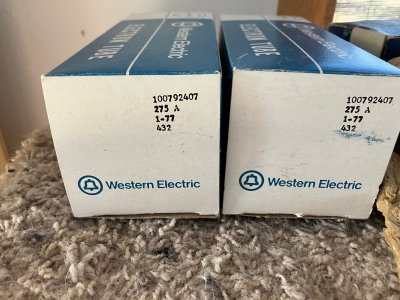 Western Electric
ELECTRON TUBE
100792407
275 A
1-77
432
Western Electric
Western Electric
ELECTRON TUBE
100792407
275 A
1-77
432
Western Electric